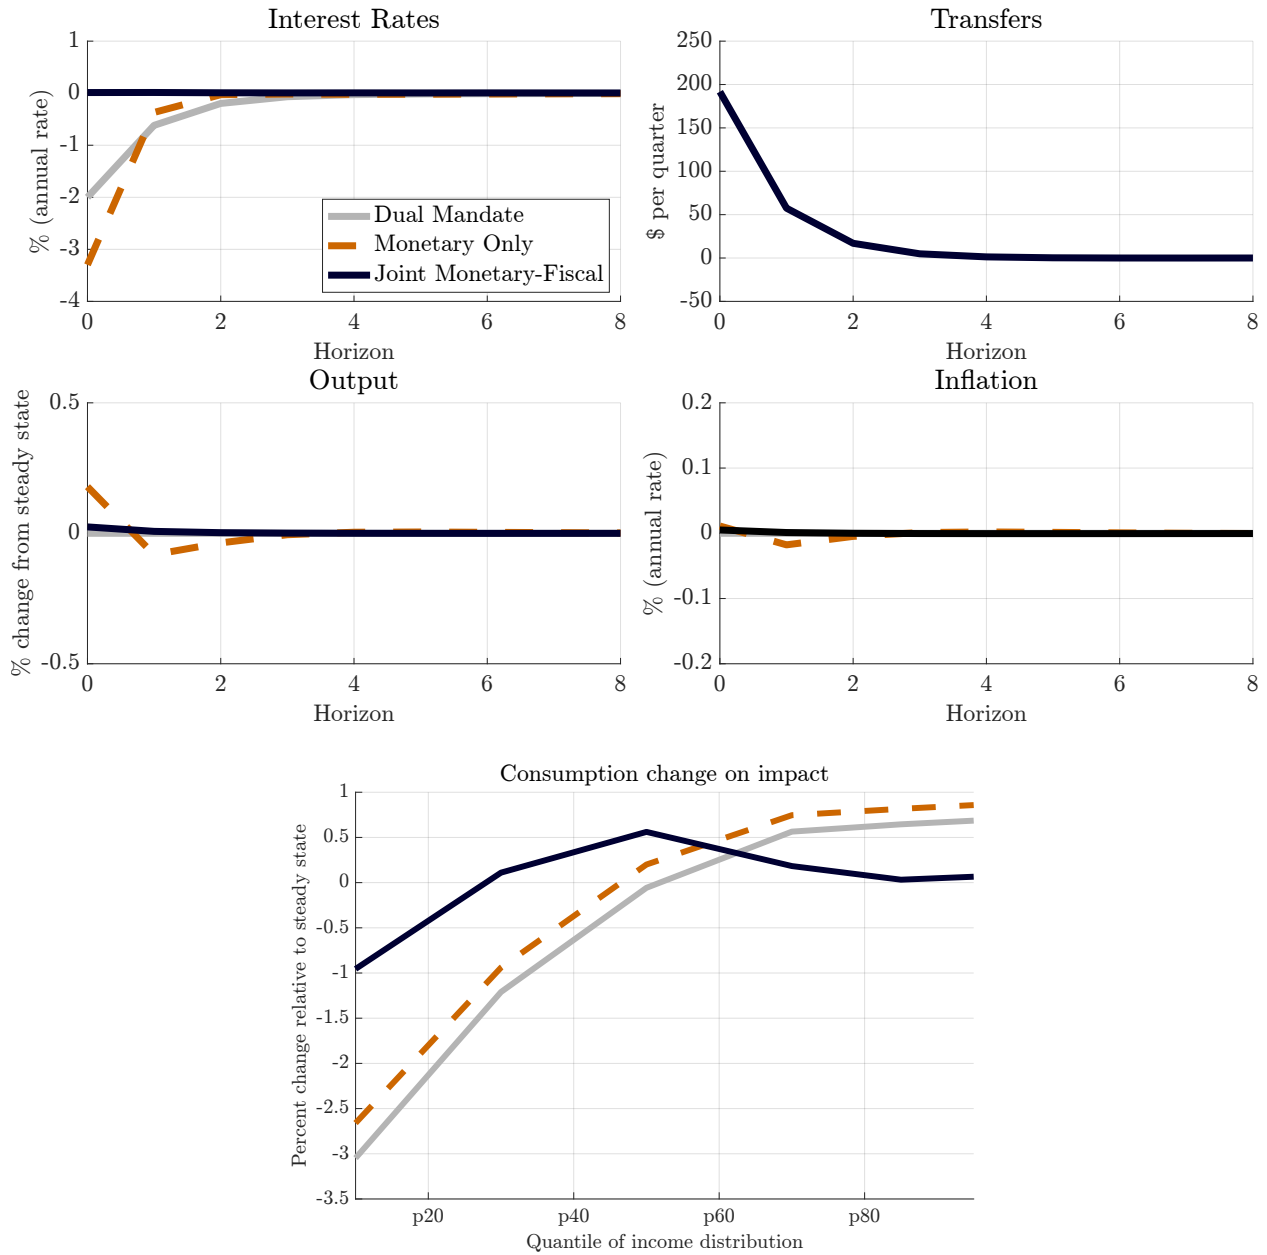 Interest Rates
1
0
-1
-2
-3
-4
% (annual rate)
0 2 4 6 8
Horizon
Dual Mandate
Monetary Only
Joint Monetary-Fiscal
Transfers
250
200
150
100
50
0
-50
$ per quarter
0 2 4 6 8
Horizon
Output
0.5
0
-0.5
% change from steady state
0 2 4 6 8
Horizon
Inflation
0.2
0.1
0
-0.1
-0.2
% (annual rate)
0 2 4 6 8
Horizon
Consumption change on impact
1
0.5
0
-0.5
-1
-1.5
-2
-2.5
-3
-3.5
Percent change relative to steady state
p20 p40 p60 p80
Quantile of income distribution